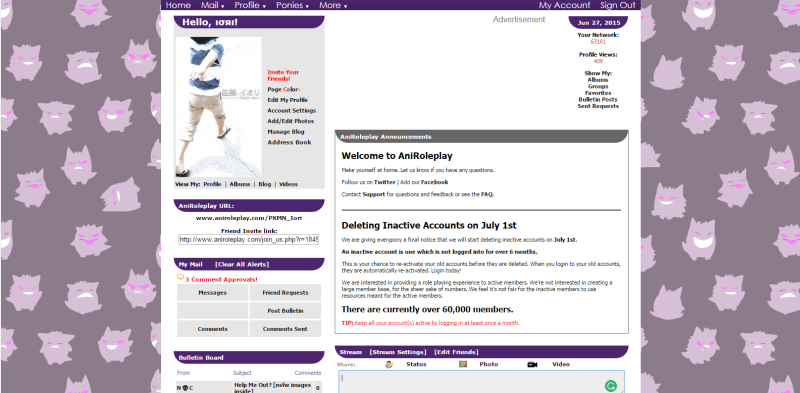 Home Mail ▾ Profile ▾ Ponies ▾ More ▾ My Account Sign Out
Hello, ισяι!
佐藤 イオリ
Invite Your Friends!
Page Color:
Edit My Profile
Account Settings
Add/Edit Photos
Manage Blog
Address Book
View My: Profile | Albums | Blog | Videos
AniRoleplay URL:
www.aniroleplay.com/PKMN_Iori
Friend Invite link:
http://www.aniroleplay.com/join_us.php?r=1845
My Mail [Clear All Alerts]
3 Comment Approvals!
Messages Friend Requests
Post Bulletin
Comments Comments Sent
Bulletin Board
From Subject Comments
N C Help Me Out? [nsfw images inside] 0
Advertisement
Jun 27, 2015
Your Network:
63161
Profile Views:
409
Show My:
Albums
Groups
Favorites
Bulletin Posts
Sent Requests
AniRoleplay Announcements
Welcome to AniRoleplay
Make yourself at home. Let us know if you have any questions.
Follow us on Twitter | Add our Facebook
Contact Support for questions and feedback or see the FAQ.
Deleting Inactive Accounts on July 1st
We are giving everypony a final notice that we will start deleting inactive accounts on July 1st.
An inactive account is one which is not logged into for over 6 months.
This is your chance to re-activate your old accounts before they are deleted. When you login to your old accounts,
they are automatically re-activated. Login today!
We are interested in providing a role playing experience to active members. We're not interested in creating a
large member base, for the sheer sake of numbers. We feel it's not fair for the inactive members to use
resources meant for the active members.
There are currently over 60,000 members.
TIP: Keep all your account(s) active by logging in at least once a month.
Stream [Stream Settings] [Edit Friends]
Share: Status Photo Video